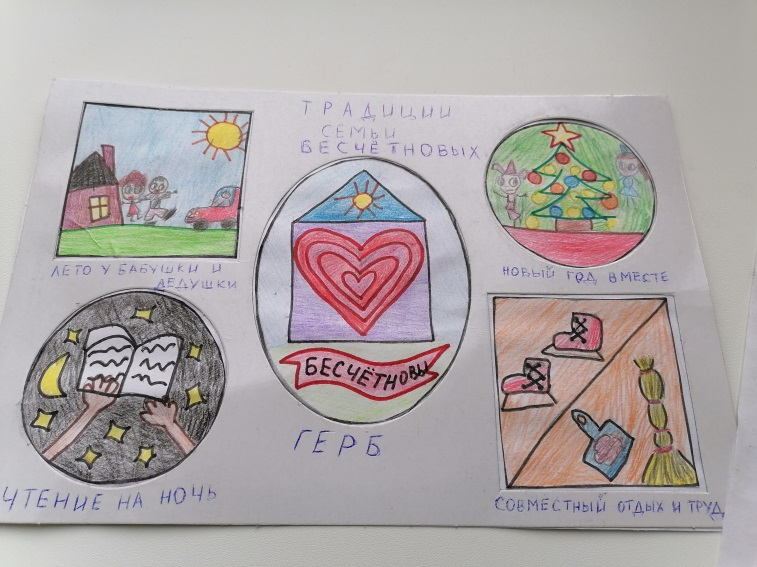 ТРАДИЦИИ
СЕМЬИ
БЕСЧЁТНОВЫХ
ЛЕТО У БАБУШКИ И
ДЕДУШКИ
НОВЫЙ ГОД ВМЕСТЕ
БЕСЧЁТНОВЫ
ГЕРБ
ЧТЕНИЕ НА НОЧЬ
СОВМЕСТНЫЙ ОТДЫХ И ТРУД